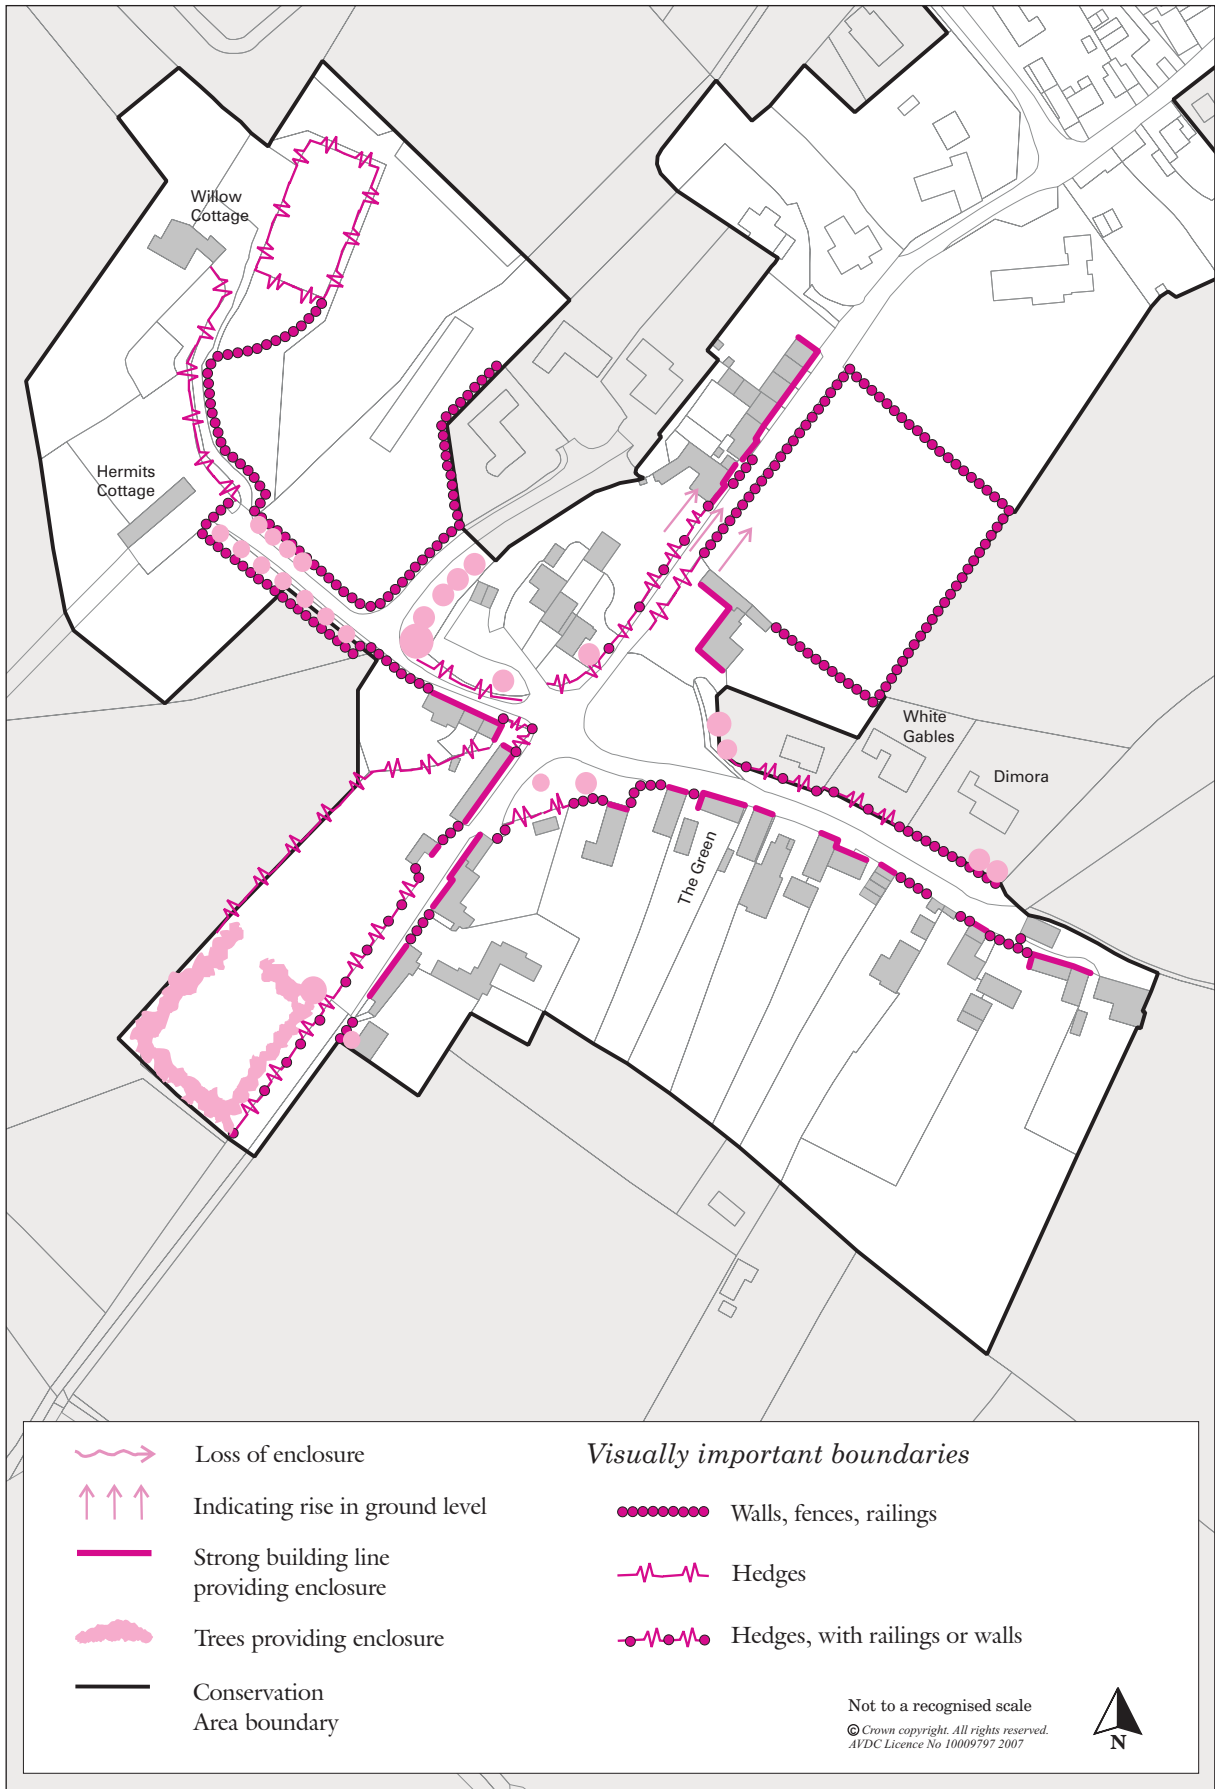 Willow
Cottage
Hermits
Cottage
White
Gables
Dimora
The Green
Loss of enclosure
Indicating rise in ground level
Strong building line
providing enclosure
Trees providing enclosure
Conservation
Area boundary
Visually important boundaries
Walls, fences, railings
Hedges
Hedges, with railings or walls
Not to a recognised scale
© Crown copyright. All rights reserved.
AVDC Licence No 10009797 2007
N